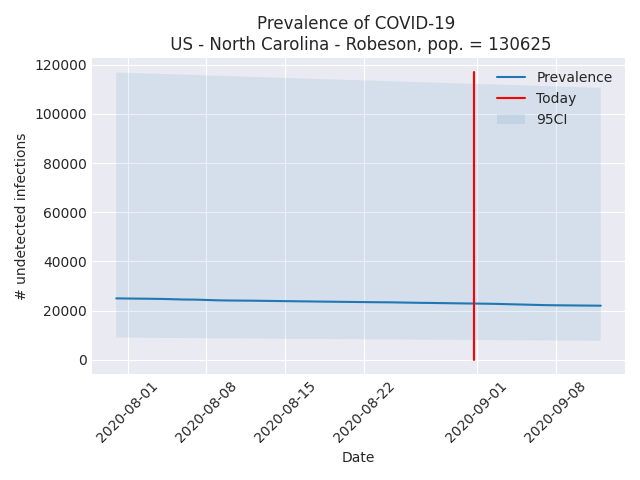 Prevalence of COVID-19
US - North Carolina - Robeson, pop. = 130625
120000
100000
80000
60000
40000
20000
0
# undetected infections
Prevalence
Today
95CI
2020-08-01
2020-08-08
2020-08-15
2020-08-22
2020-09-01
2020-09-08
Date